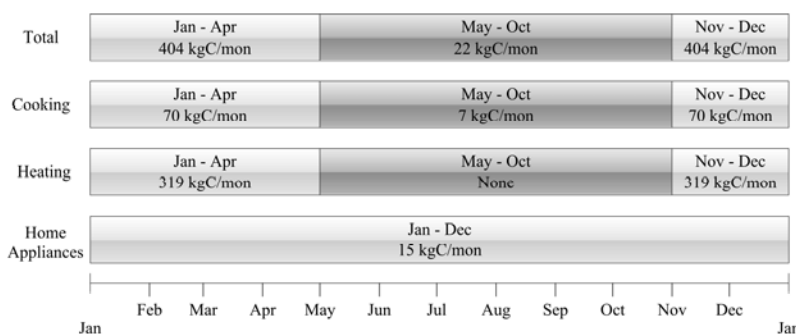 Total
Jan - Apr
404 kgC/mon
May - Oct
22 kgC/mon
Nov - Dec
404 kgC/mon
Cooking
Jan - Apr
70 kgC/mon
May - Oct
7 kgC/mon
Nov - Dec
70 kgC/mon
Heating
Jan - Apr
319 kgC/mon
May - Oct
None
Nov - Dec
319 kgC/mon
Home
Appliances
Jan - Dec
15 kgC/mon
Jan Feb Mar Apr May Jun Jul Aug Sep Oct Nov Dec Jan